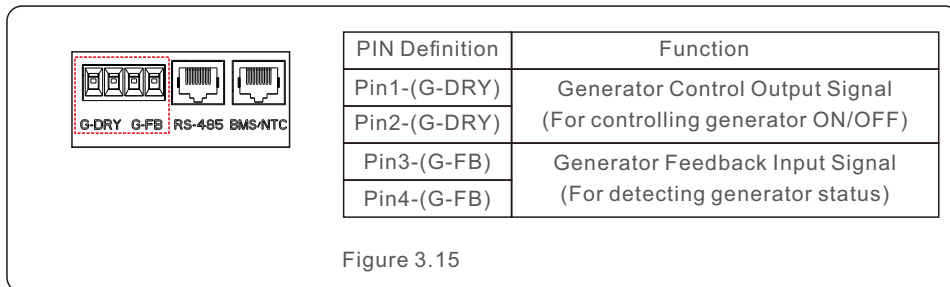 G-DRY G-FB RS-485 BMS/NTC
PIN Definition Function
Pin1-(G-DRY)
Pin2-(G-DRY)
Generator Control Output Signal
(For controlling generator ON/OFF)
Pin3-(G-FB)
Pin4-(G-FB)
Generator Feedback Input Signal
(For detecting generator status)
Figure 3.15